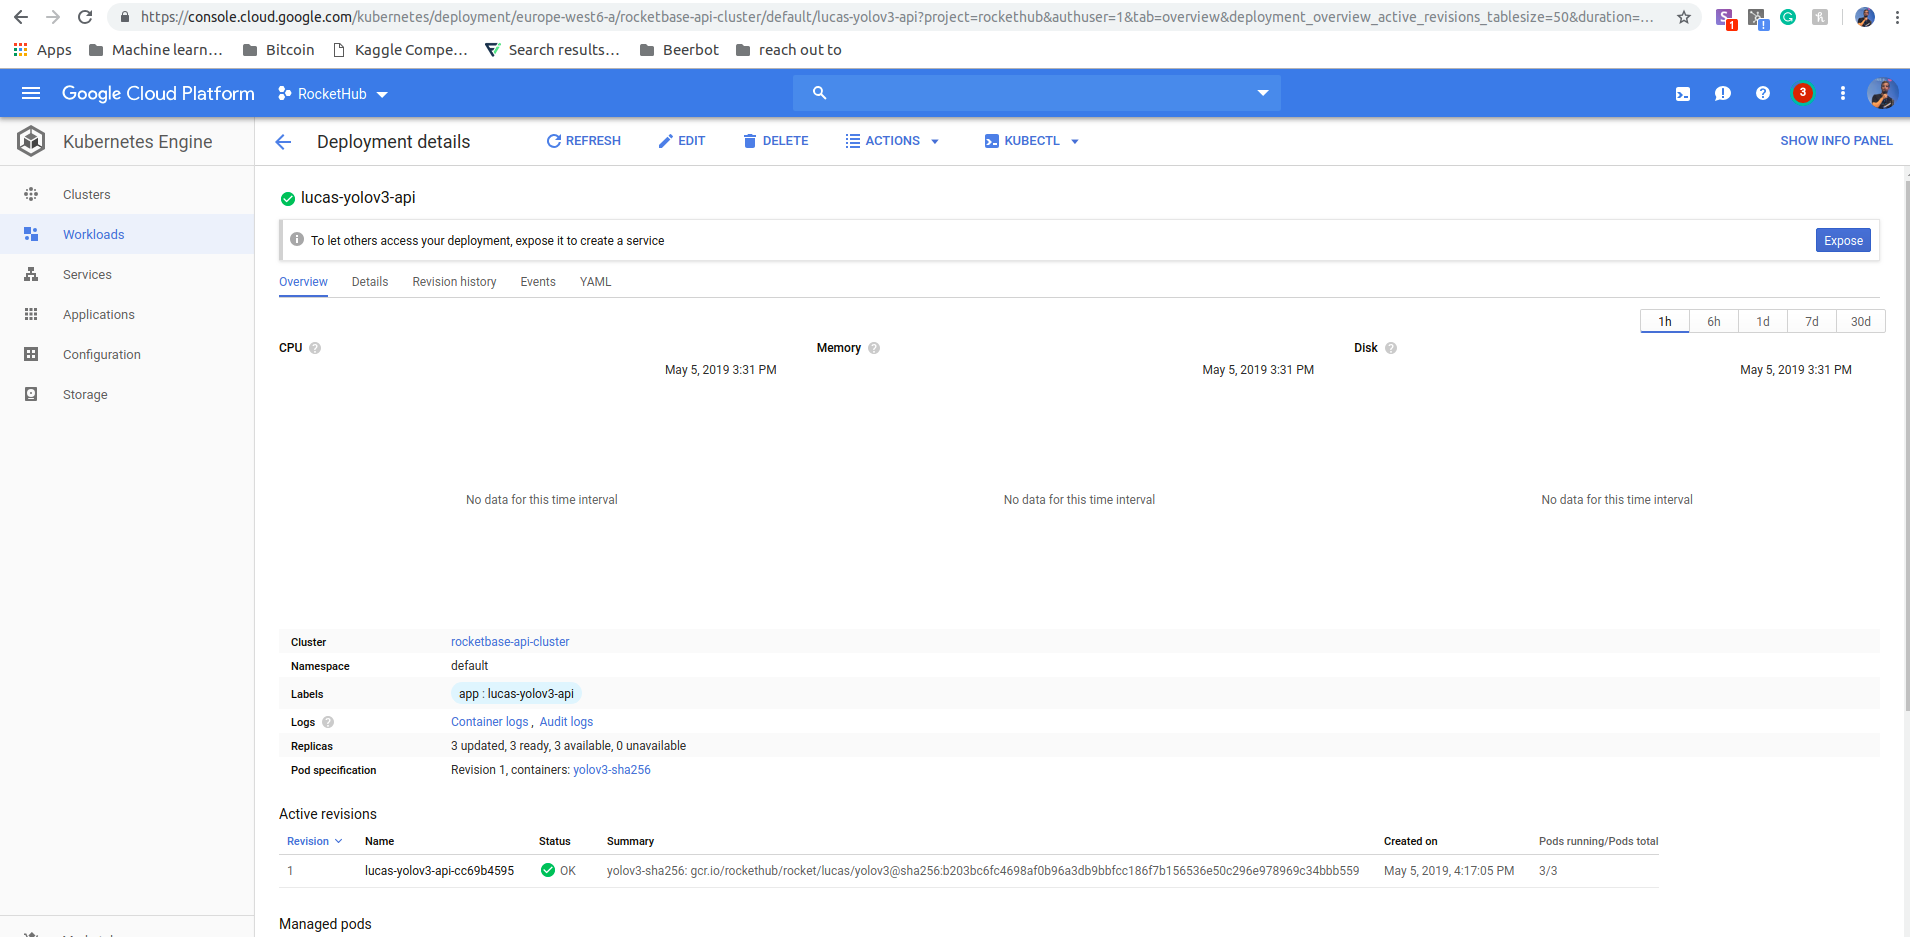 https://console.cloud.google.com/kubernetes/deployment/europe-west6-a/rocketbase-api-cluster/default/lucas-yolov3-api?project=rockethub&authuser=1&tab=overview&deployment_overview_active_revisions_tablesize=50&duration=...
Apps Machine learn... Bitcoin Kaggle Compe... Search results... Beerbot reach out to
Google Cloud Platform RocketHub 3
Kubernetes Engine Deployment details REFRESH EDIT DELETE ACTIONS KUBECTL SHOW INFO PANEL
Clusters
Workloads
Services
Applications
Configuration
Storage
lucas-yolov3-api
To let others access your deployment, expose it to create a service Expose
Overview Details Revision history Events YAML
1h 6h 1d 7d 30d
CPU Memory Disk
May 5, 2019 3:31 PM May 5, 2019 3:31 PM May 5, 2019 3:31 PM
No data for this time interval No data for this time interval No data for this time interval
Cluster rocketbase-api-cluster
Namespace default
Labels app : lucas-yolov3-api
Logs Container logs , Audit logs
Replicas 3 updated, 3 ready, 3 available, 0 unavailable
Pod specification Revision 1, containers: yolov3-sha256
Active revisions
Revision Name Status Summary Created on Pods running/Pods total
1 lucas-yolov3-api-cc69b4595 OK yolov3-sha256: gcr.io/rockethub/rocket/lucas/yolov3@sha256:b203bc6fc4698af0b96a3db9bbfcc186f7b156536e50c296e978969c34bbb559 May 5, 2019, 4:17:05 PM 3/3
Managed pods